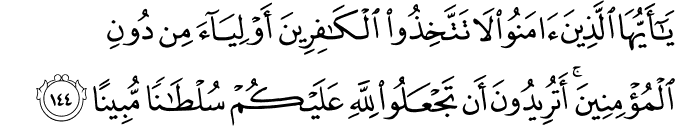 يَٰٓأَيُّهَا ٱلَّذِينَ ءَامَنُوا۟ لَا تَتَّخِذُوا۟ ٱلْكَٰفِرِينَ أَوْلِيَآءَ مِن دُونِ
ٱلْمُؤْمِنِينَ ۚ أَتُرِيدُونَ أَن تَجْعَلُوا۟ لِلَّهِ عَلَيْكُمْ سُلْطَٰنًا مُّبِينًا ١٤٤